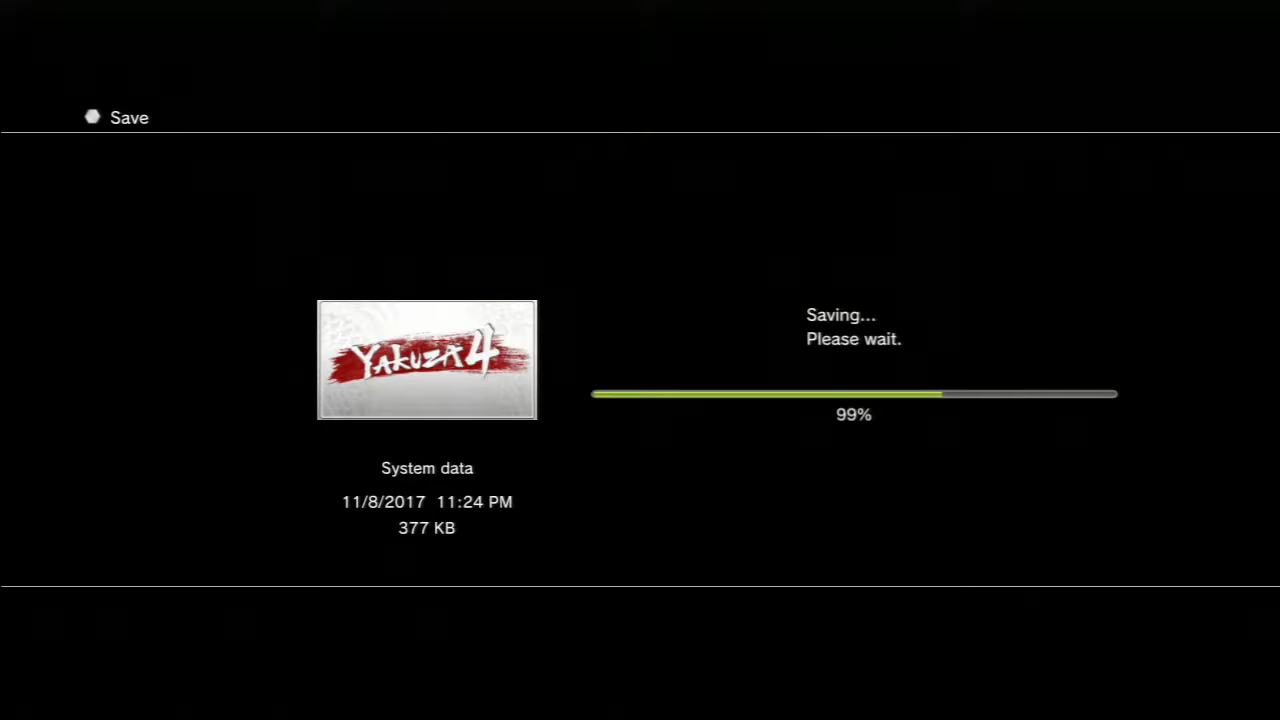 Save
Yakuza 4
Saving...
Please wait.
99%
System data
11/8/2017 11:24 PM
377 KB